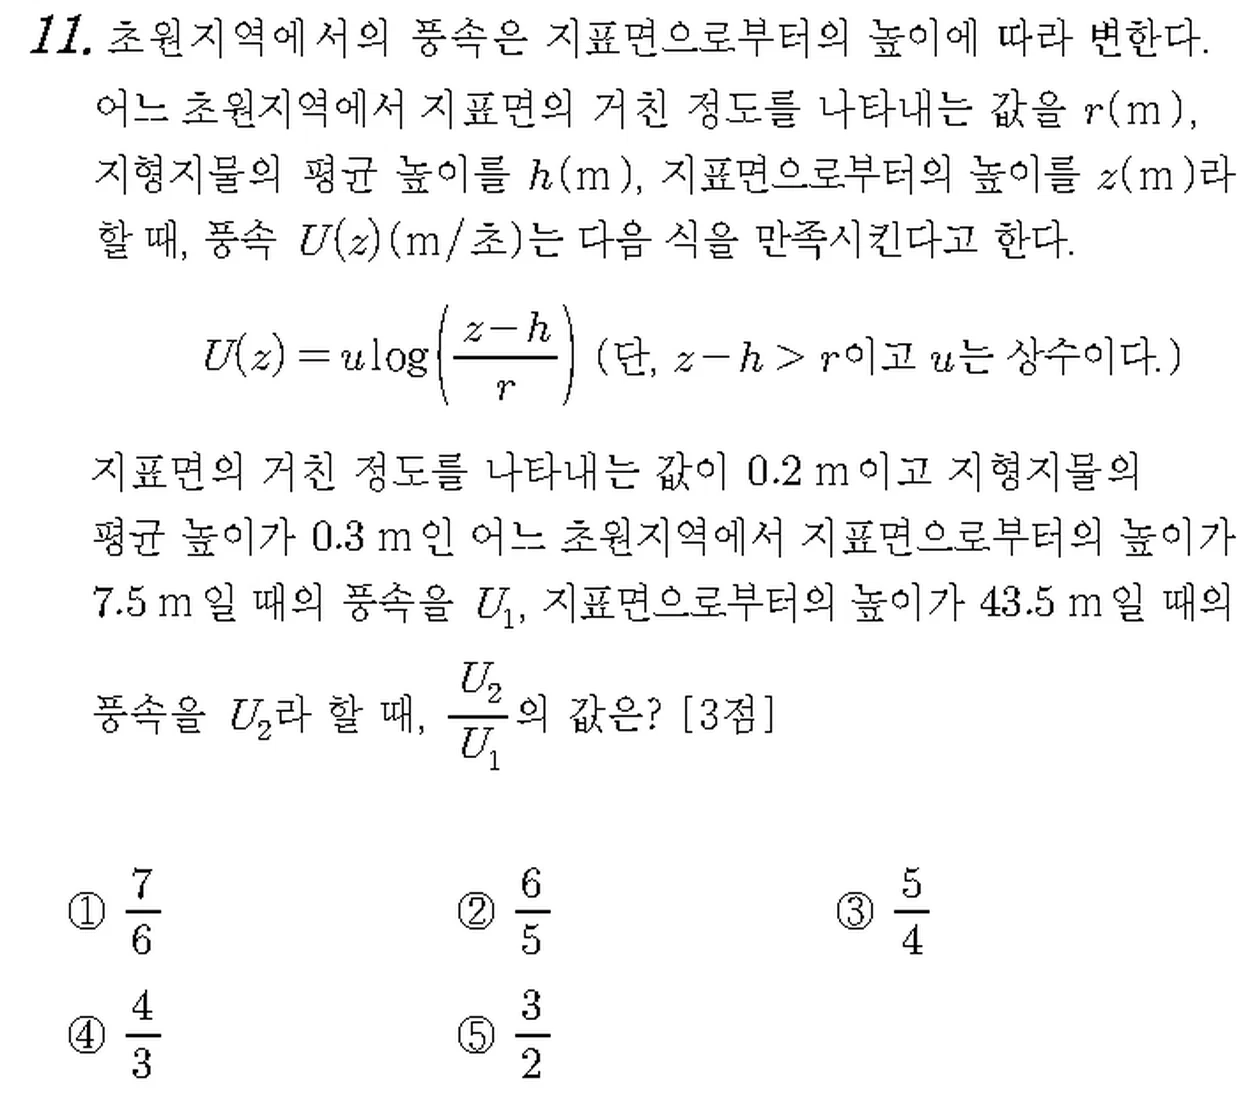 11. 초원지역에서의 풍속은 지표면으로부터의 높이에 따라 변한다.
어느 초원지역에서 지표면의 거친 정도를 나타내는 값을 r(m),
지형지물의 평균 높이를 h(m), 지표면으로부터의 높이를 z(m)라
할 때, 풍속 U(z)(m/초)는 다음 식을 만족시킨다고 한다.
U(z) = u log((z-h)/r) (단, z-h > r이고 u는 상수이다.)
지표면의 거친 정도를 나타내는 값이 0.2 m이고 지형지물의
평균 높이가 0.3 m인 어느 초원지역에서 지표면으로부터의 높이가
7.5 m일 때의 풍속을 U₁, 지표면으로부터의 높이가 43.5 m일 때의
풍속을 U₂라 할 때, U₂/U₁의 값은? [3점]
① 7/6 ② 6/5 ③ 5/4
④ 4/3 ⑤ 3/2